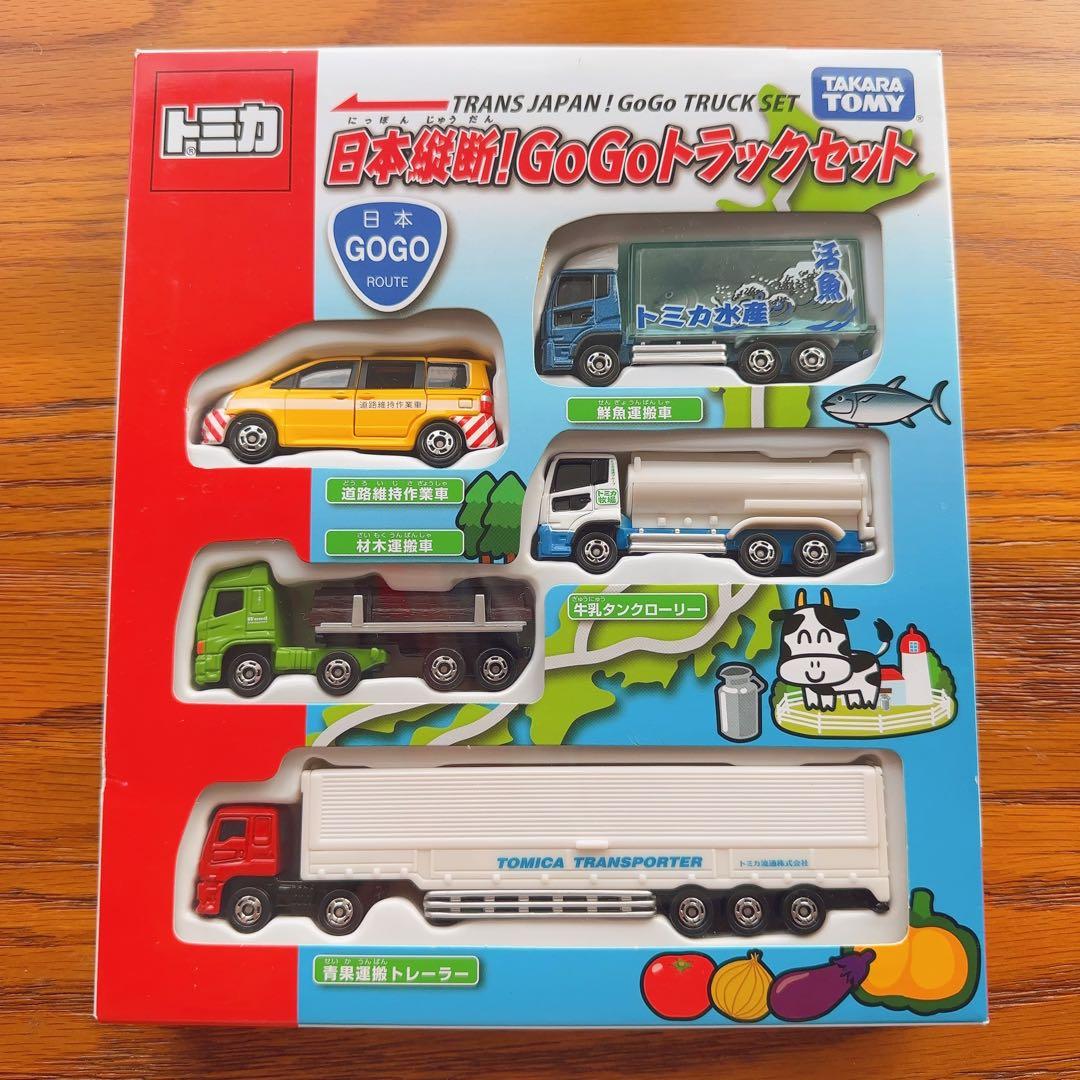 トミカ
®
TRANS JAPAN! GoGo TRUCK SET
TAKARA
TOMY
®
にっぽん じゅうだん
日本縦断!GoGoトラックセット
日本
GOGO
ROUTE
活魚
トミカ水産
せんぎょうんぱんしゃ
鮮魚運搬車
道路維持作業車
どうろいじさぎょうしゃ
道路維持作業車
ざいもくうんぱんしゃ
材木運搬車
トミカ
牧場
ぎゅうにゅう
牛乳タンクローリー
Wood
TOMICA TRANSPORTER
トミカ流通株式会社
せいかうんぱん
青果運搬トレーラー